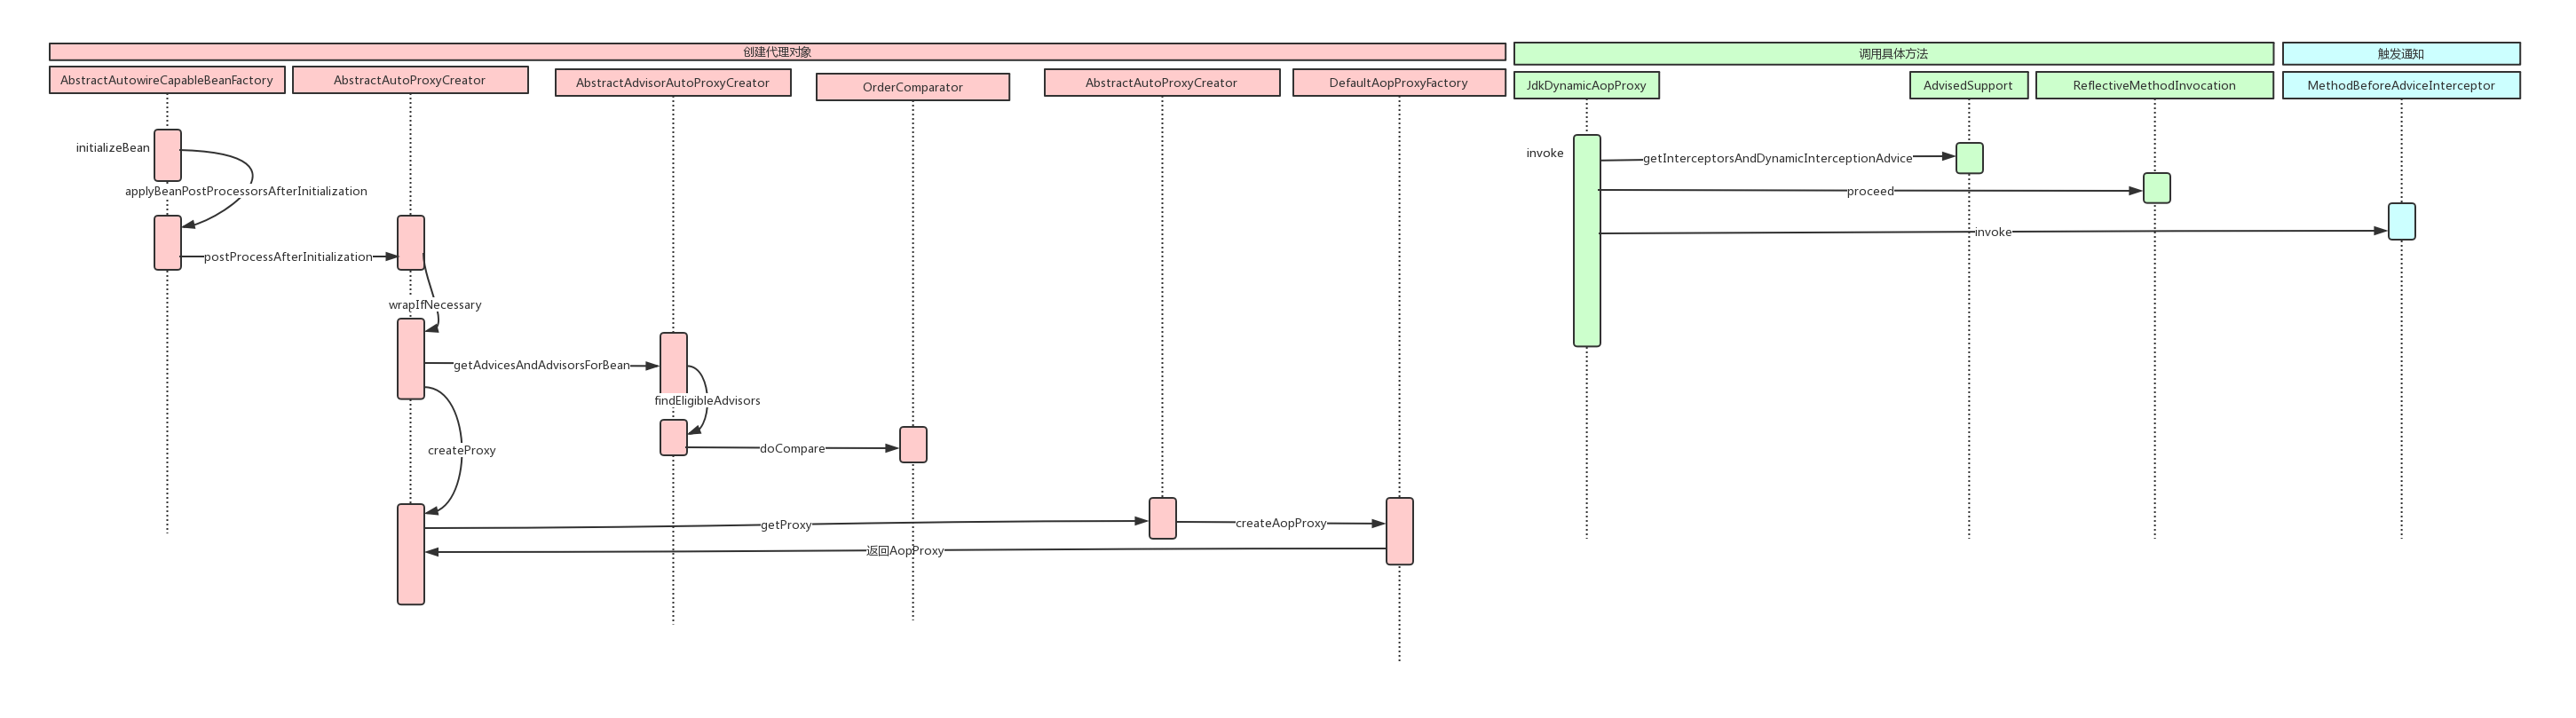 创建代理对象
调用具体方法
触发通知
AbstractAutowireCapableBeanFactory
AbstractAutoProxyCreator
AbstractAdvisorAutoProxyCreator
OrderComparator
AbstractAutoProxyCreator
DefaultAopProxyFactory
JdkDynamicAopProxy
AdvisedSupport
ReflectiveMethodInvocation
MethodBeforeAdviceInterceptor
initializeBean
applyBeanPostProcessorsAfterInitialization
postProcessAfterInitialization
wrapIfNecessary
getAdvicesAndAdvisorsForBean
findEligibleAdvisors
doCompare
createProxy
getProxy
createAopProxy
返回AopProxy
invoke
getInterceptorsAndDynamicInterceptionAdvice
proceed
invoke